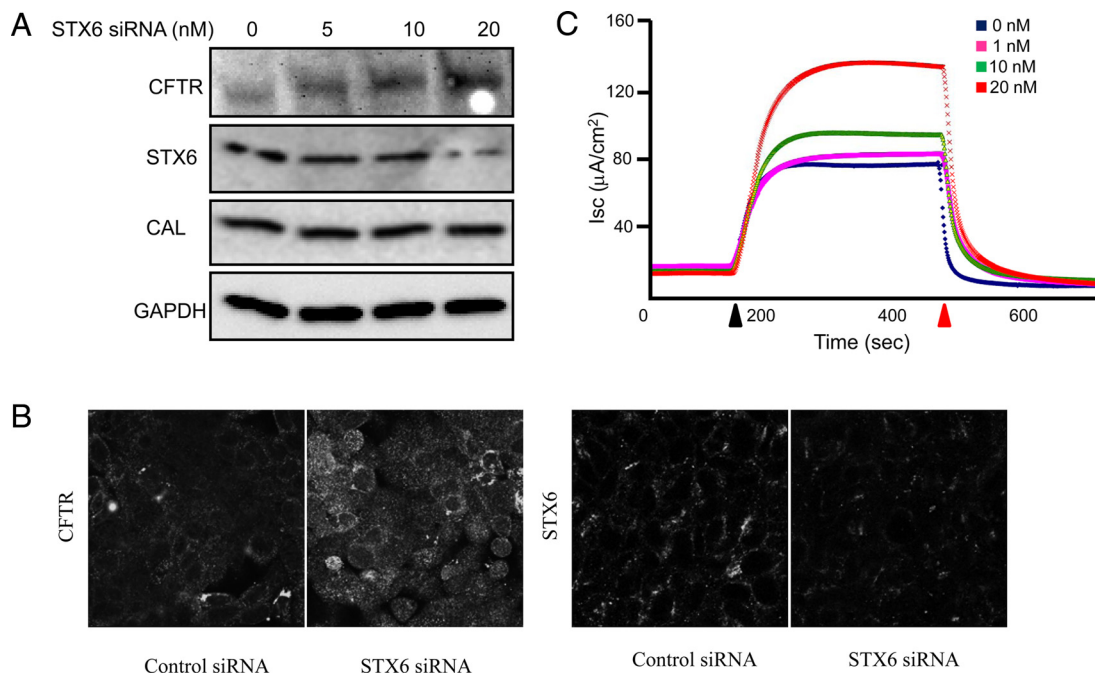 A
STX6 siRNA (nM) 0 5 10 20
CFTR
STX6
CAL
GAPDH
C
160
120
80
40
Isc (µA/cm²)
0 200 400 600
Time (sec)
0 nM
1 nM
10 nM
20 nM
B
CFTR
Control siRNA STX6 siRNA
STX6
Control siRNA STX6 siRNA